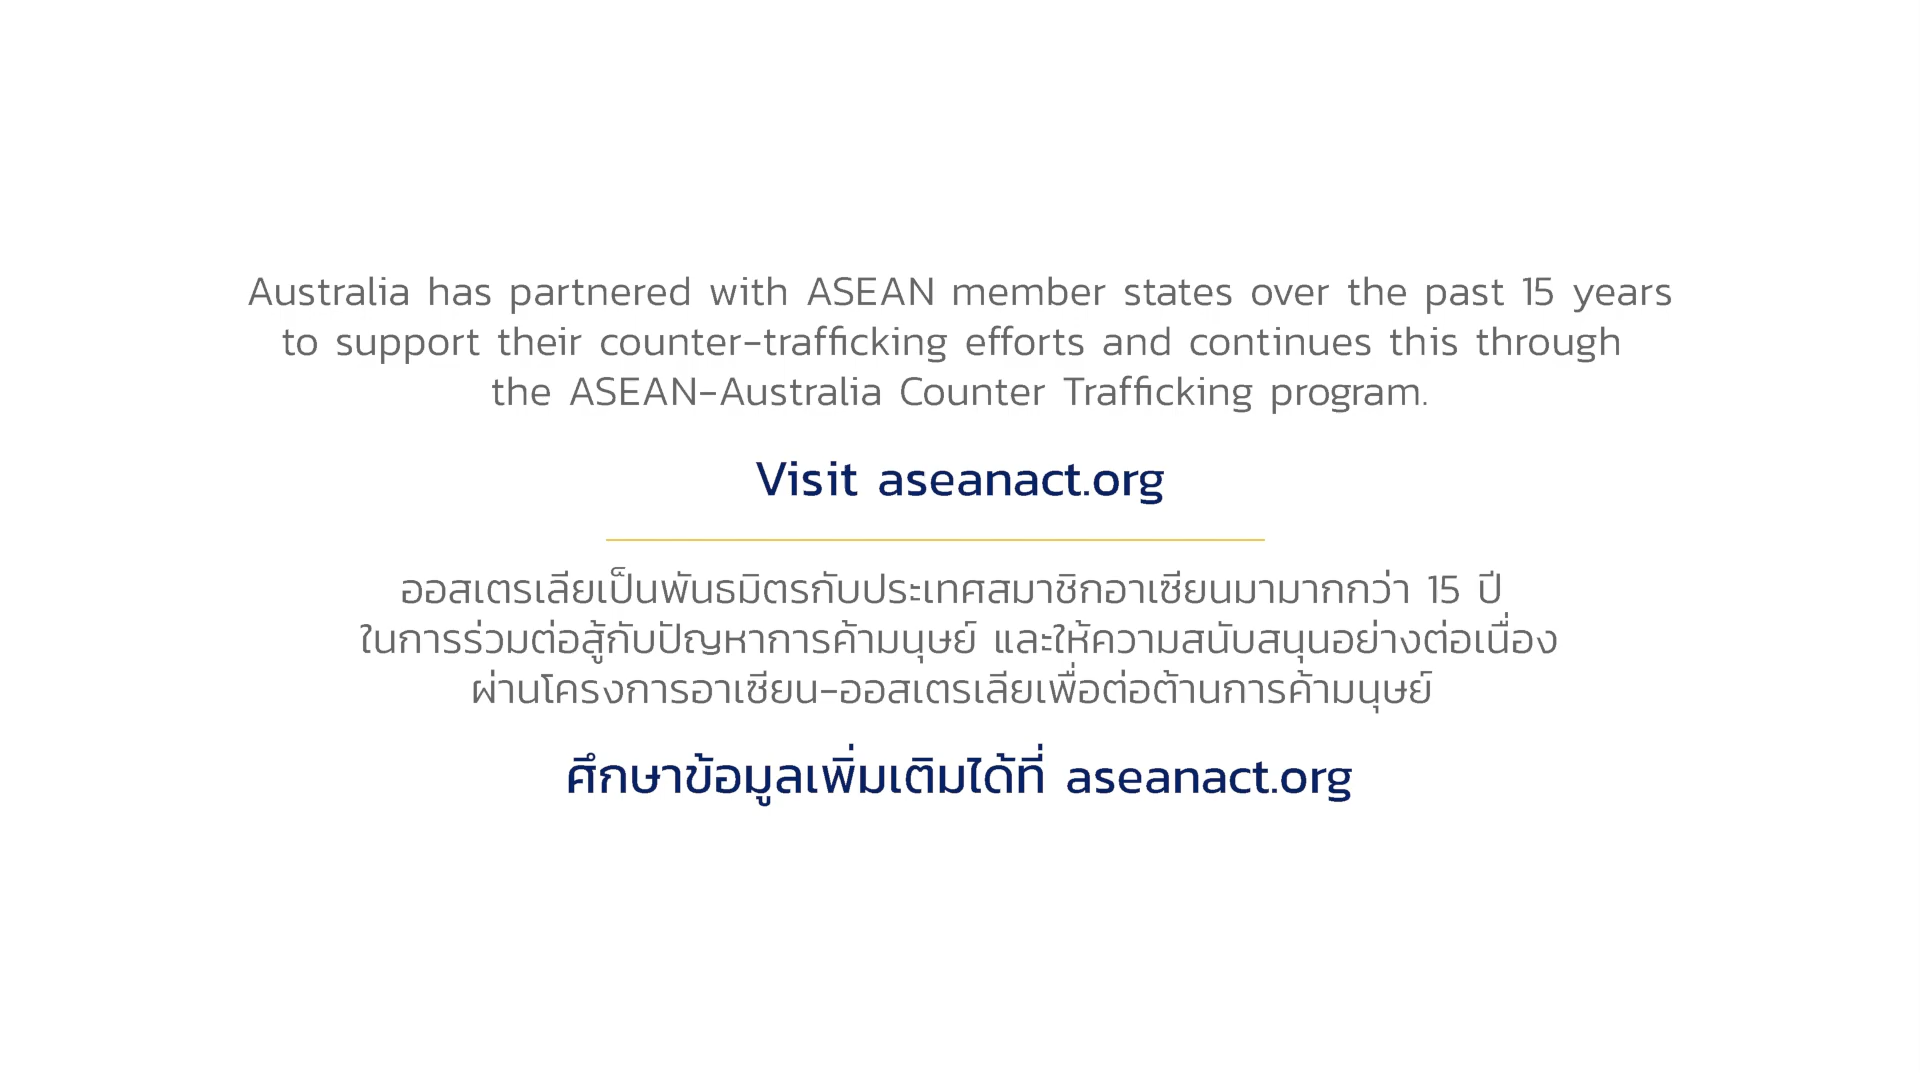 Australia has partnered with ASEAN member states over the past 15 years
to support their counter-trafficking efforts and continues this through
the ASEAN-Australia Counter Trafficking program.
Visit aseanact.org
ออสเตรเลียเป็นพันธมิตรกับประเทศสมาชิกอาเซียนมามากกว่า 15 ปี
ในการร่วมต่อสู้กับปัญหาการค้ามนุษย์ และให้ความสนับสนุนอย่างต่อเนื่อง
ผ่านโครงการอาเซียน-ออสเตรเลียเพื่อต่อต้านการค้ามนุษย์
ศึกษาข้อมูลเพิ่มเติมได้ที่ aseanact.org